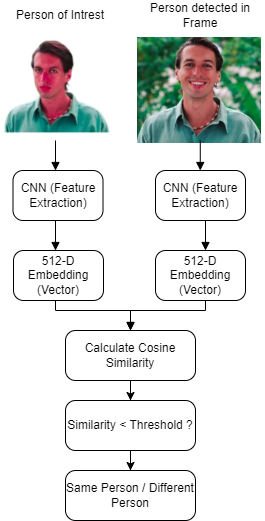 Person of Intrest
Person detected in
Frame
CNN (Feature
Extraction)
CNN (Feature
Extraction)
512-D
Embedding
(Vector)
512-D
Embedding
(Vector)
Calculate Cosine
Similarity
Similarity < Threshold ?
Same Person / Different
Person